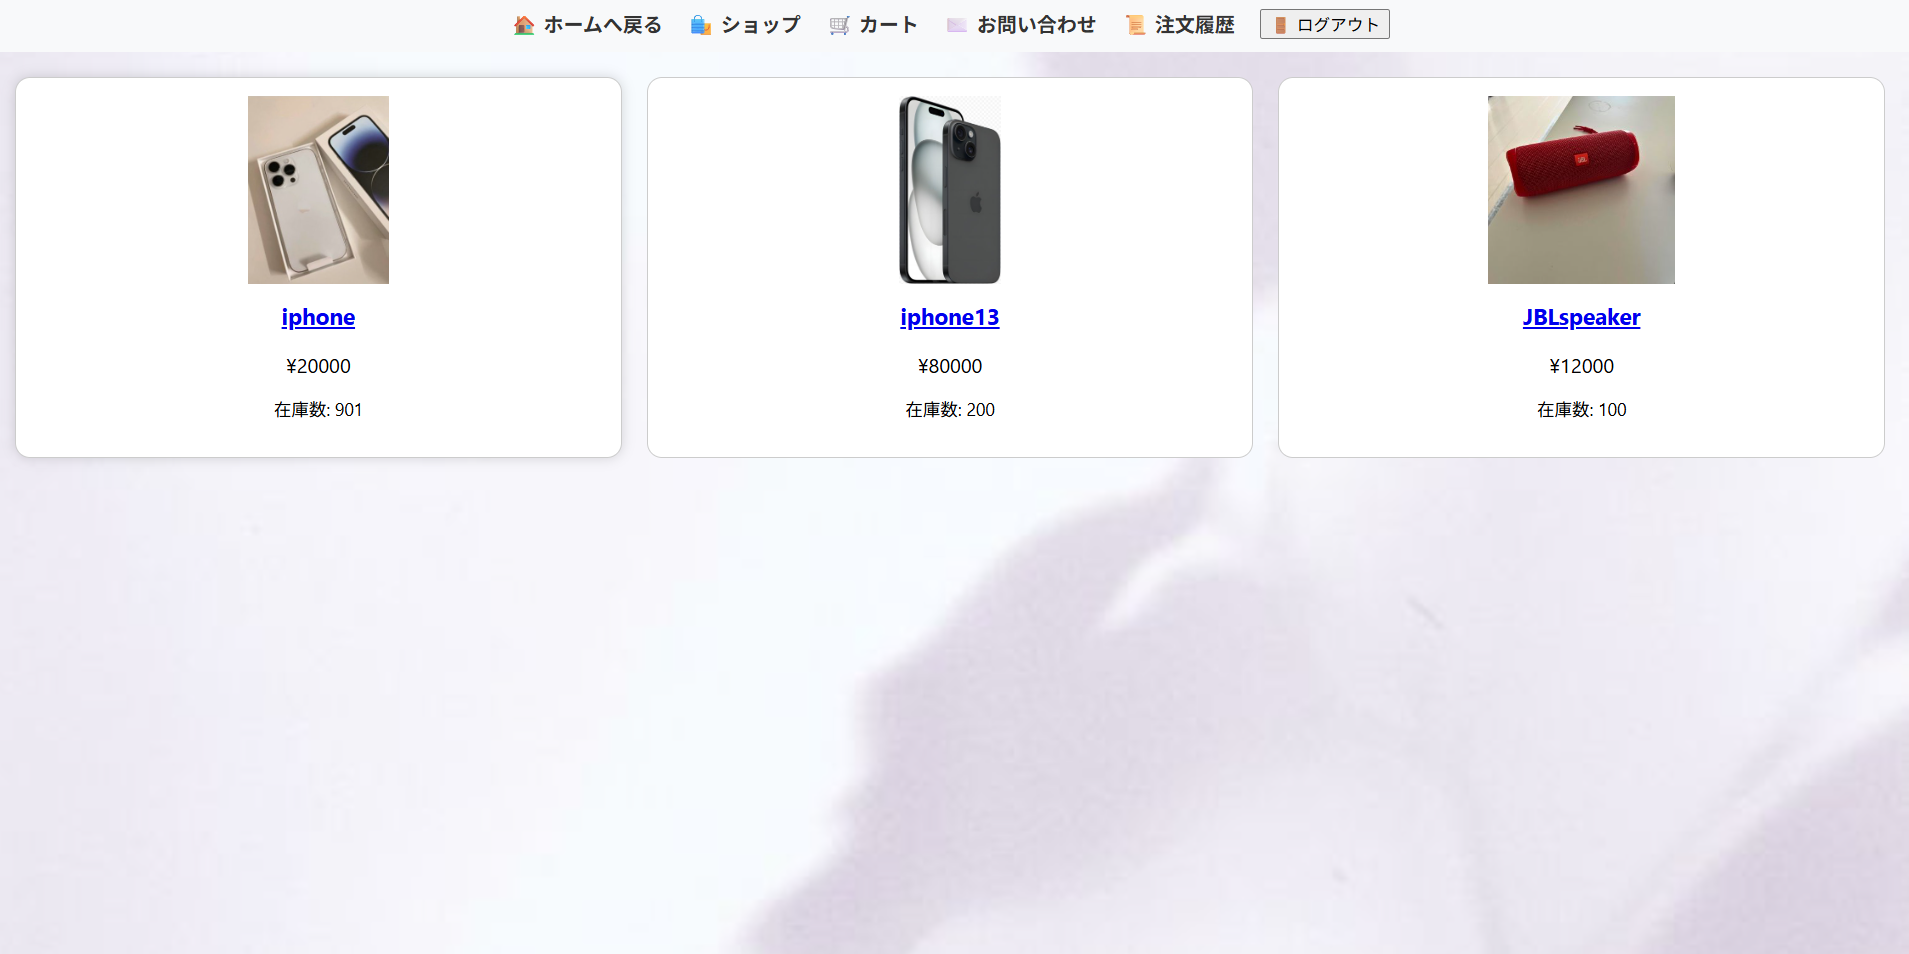 ホームへ戻る ショップ カート お問い合わせ 注文履歴 ログアウト
iphone
¥20000
在庫数: 901
iphone13
¥80000
在庫数: 200
JBL
JBLspeaker
¥12000
在庫数: 100